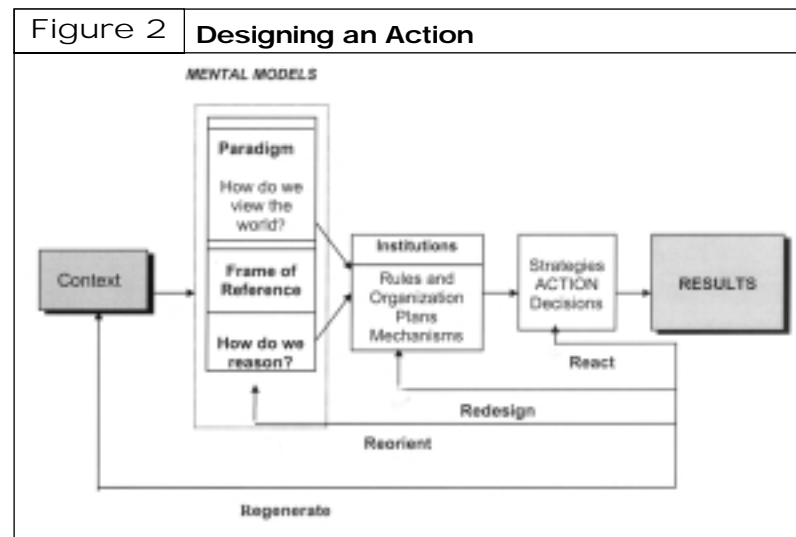 Figure 2
Designing an Action
MENTAL MODELS
Paradigm
How do we
view the
world?
Frame of
Reference
How do we
reason?
Context
Institutions
Rules and
Organization
Plans
Mechanisms
Strategies
ACTION
Decisions
RESULTS
React
Redesign
Reorient
Regenerate